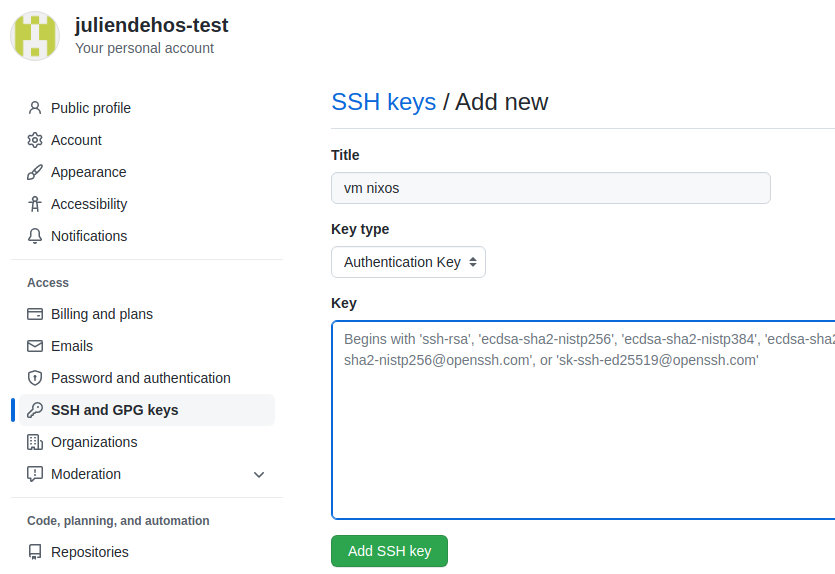 juliendehos-test
Your personal account
Public profile
Account
Appearance
Accessibility
Notifications
Access
Billing and plans
Emails
Password and authentication
SSH and GPG keys
Organizations
Moderation
Code, planning, and automation
Repositories
SSH keys / Add new
Title
vm nixos
Key type
Authentication Key
Key
Begins with 'ssh-rsa', 'ecdsa-sha2-nistp256', 'ecdsa-sha2-nistp384', 'ecdsa-sha2
sha2-nistp256@openssh.com', or 'sk-ssh-ed25519@openssh.com'
Add SSH key